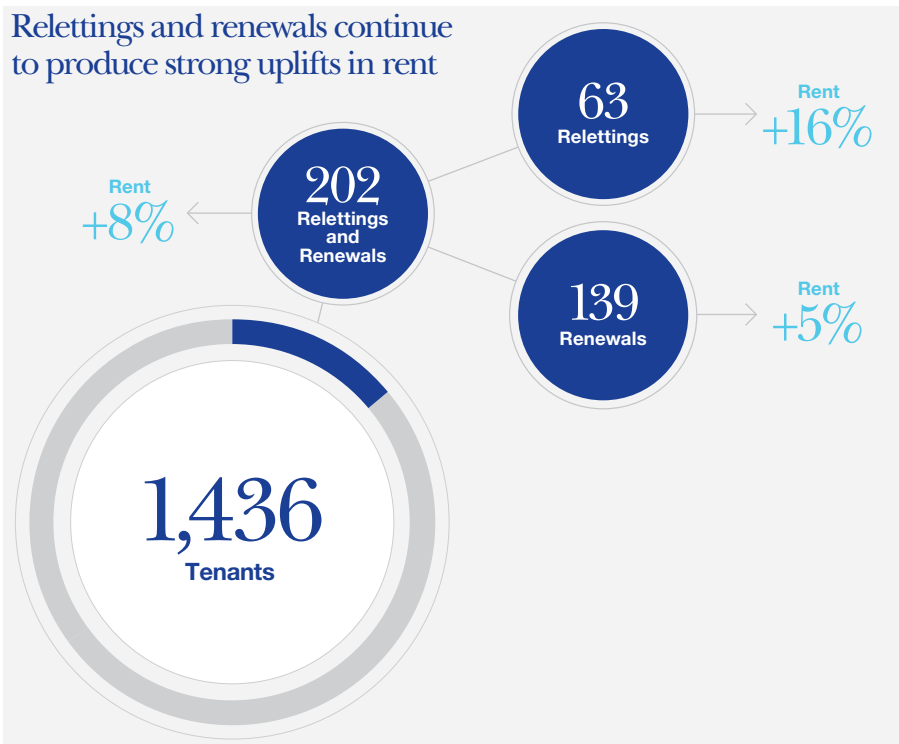 Relettings and renewals continue
to produce strong uplifts in rent
63
Relettings
Rent
+16%
202
Relettings
and
Renewals
Rent
+8%
139
Renewals
Rent
+5%
1,436
Tenants